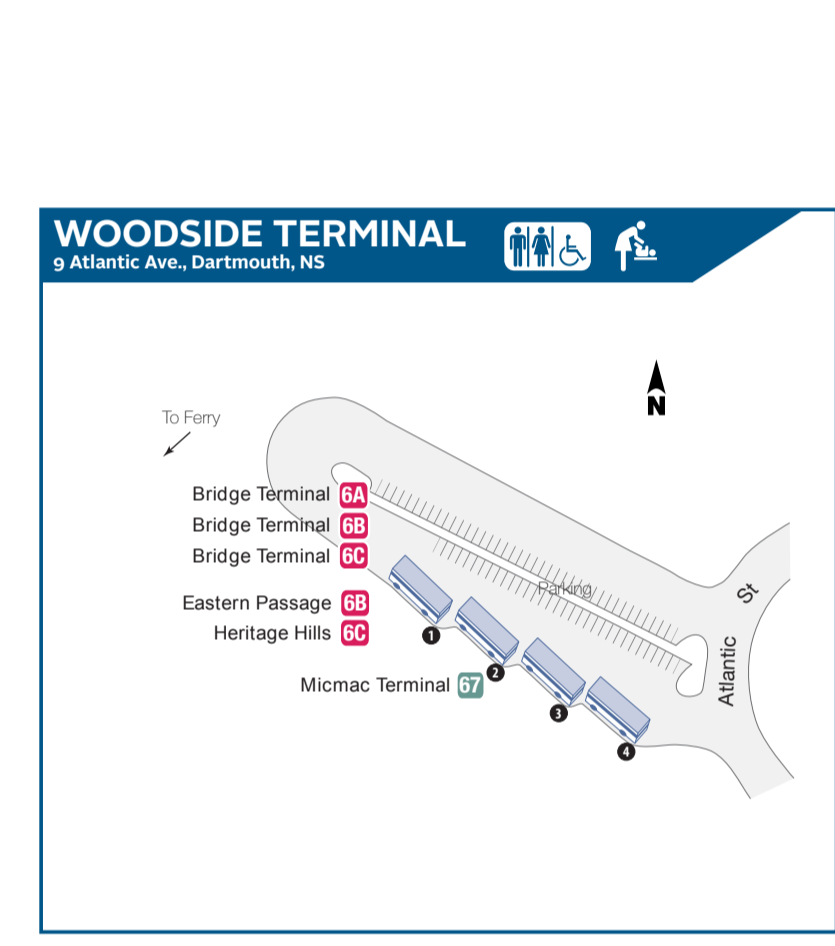 WOODSIDE TERMINAL
9 Atlantic Ave., Dartmouth, NS
N
To Ferry
Bridge Terminal 6A
Bridge Terminal 6B
Bridge Terminal 6C
Eastern Passage 6B
Heritage Hills 6C
Micmac Terminal 67
Parking
1
2
3
4
Atlantic St